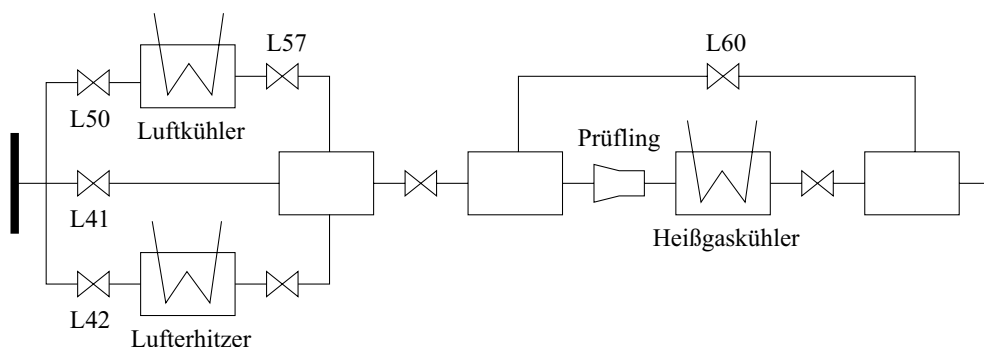 L57
L60
L50
Luftkühler
Prüfling
L41
Heißgaskühler
L42
Lufterhitzer